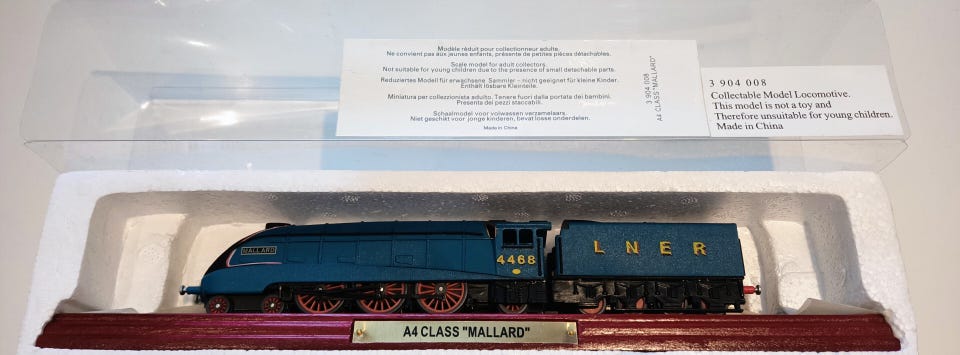 Modèle réduit pour collectionneur adulte.
Ne convient pas aux jeunes enfants, présente de petites pièces détachables.
Scale model for adult collectors.
Not suitable for young children due to the presence of small detachable parts.
Reduziertes Modell für erwachsene Sammler - nicht geeignet für kleine Kinder.
Enthält lösbare Kleinteile.
Miniatura per collezzionista adulto. Tenere fuori dalla portata dei bambini.
Presenta dei pezzi staccabili.
Schaalmodel voor volwassen verzamelaars.
Niet geschikt voor jonge kinderen, bevat losse onderdelen.
Made in China
3 904 008
A4 CLASS "MALLARD"
3 904 008
Collectable Model Locomotive.
This model is not a toy and
Therefore unsuitable for young children.
Made in China
MALLARD
4468
LNER
A4 CLASS "MALLARD"